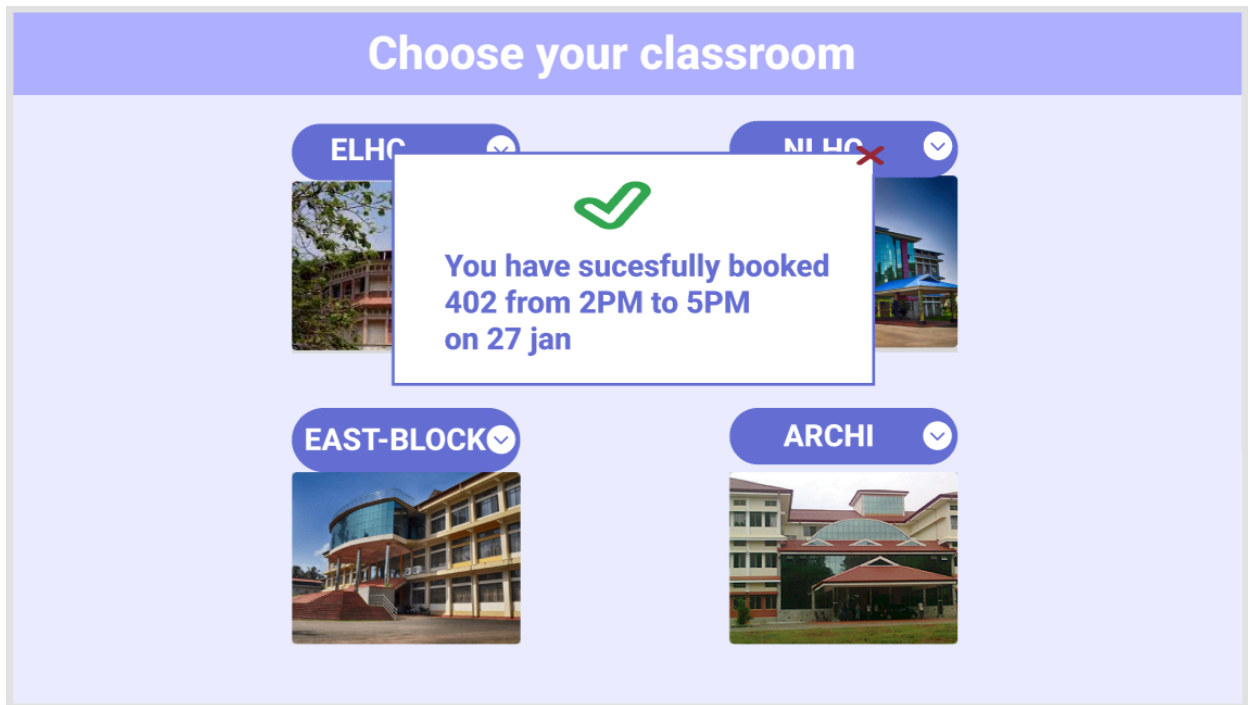 Choose your classroom
ELHC
NLHC
You have sucesfully booked
402 from 2PM to 5PM
on 27 jan
EAST-BLOCK
ARCHI